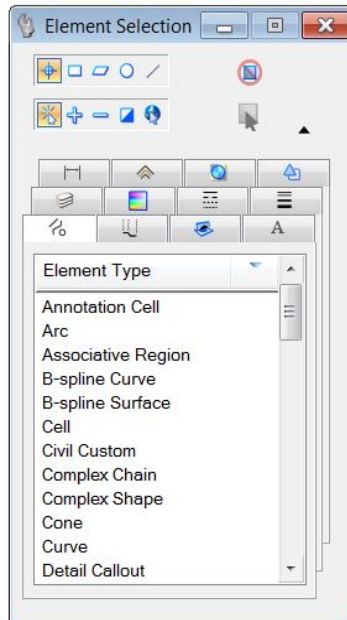 Element Selection
A
Element Type
Annotation Cell
Arc
Associative Region
B-spline Curve
B-spline Surface
Cell
Civil Custom
Complex Chain
Complex Shape
Cone
Curve
Detail Callout